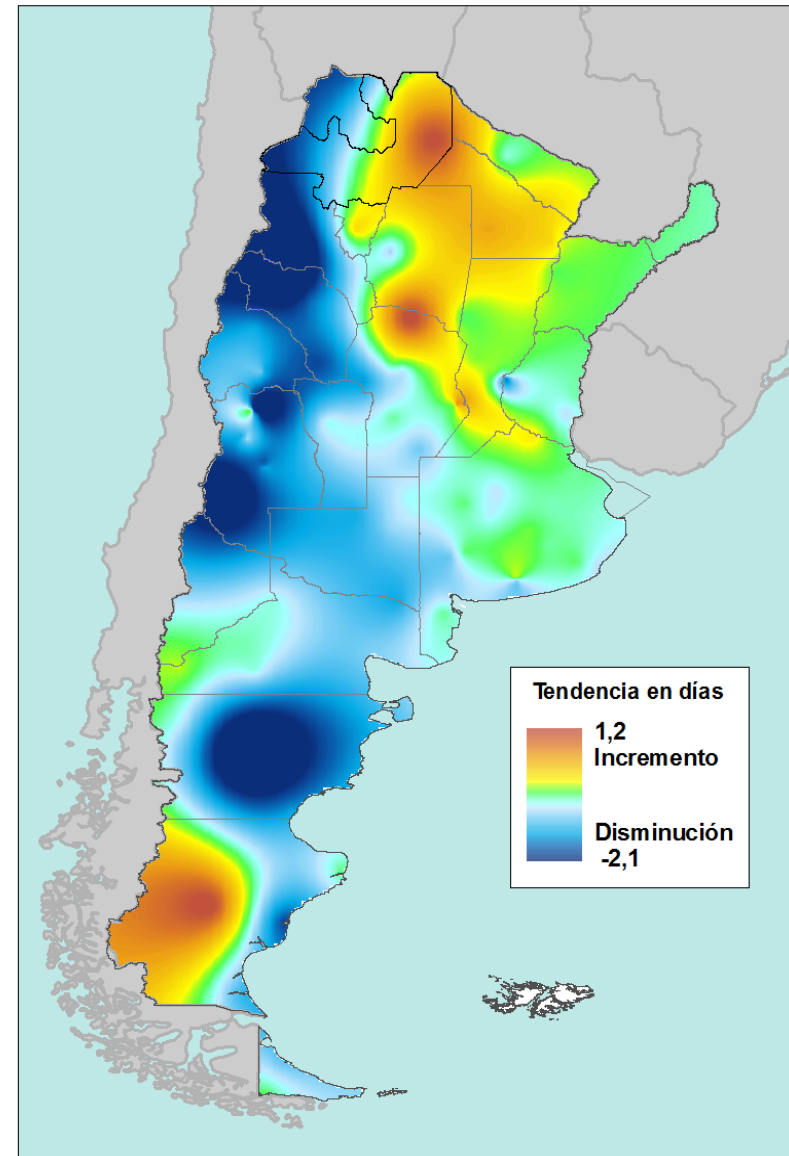 Tendencia en días
1,2
Incremento
Disminución
-2,1